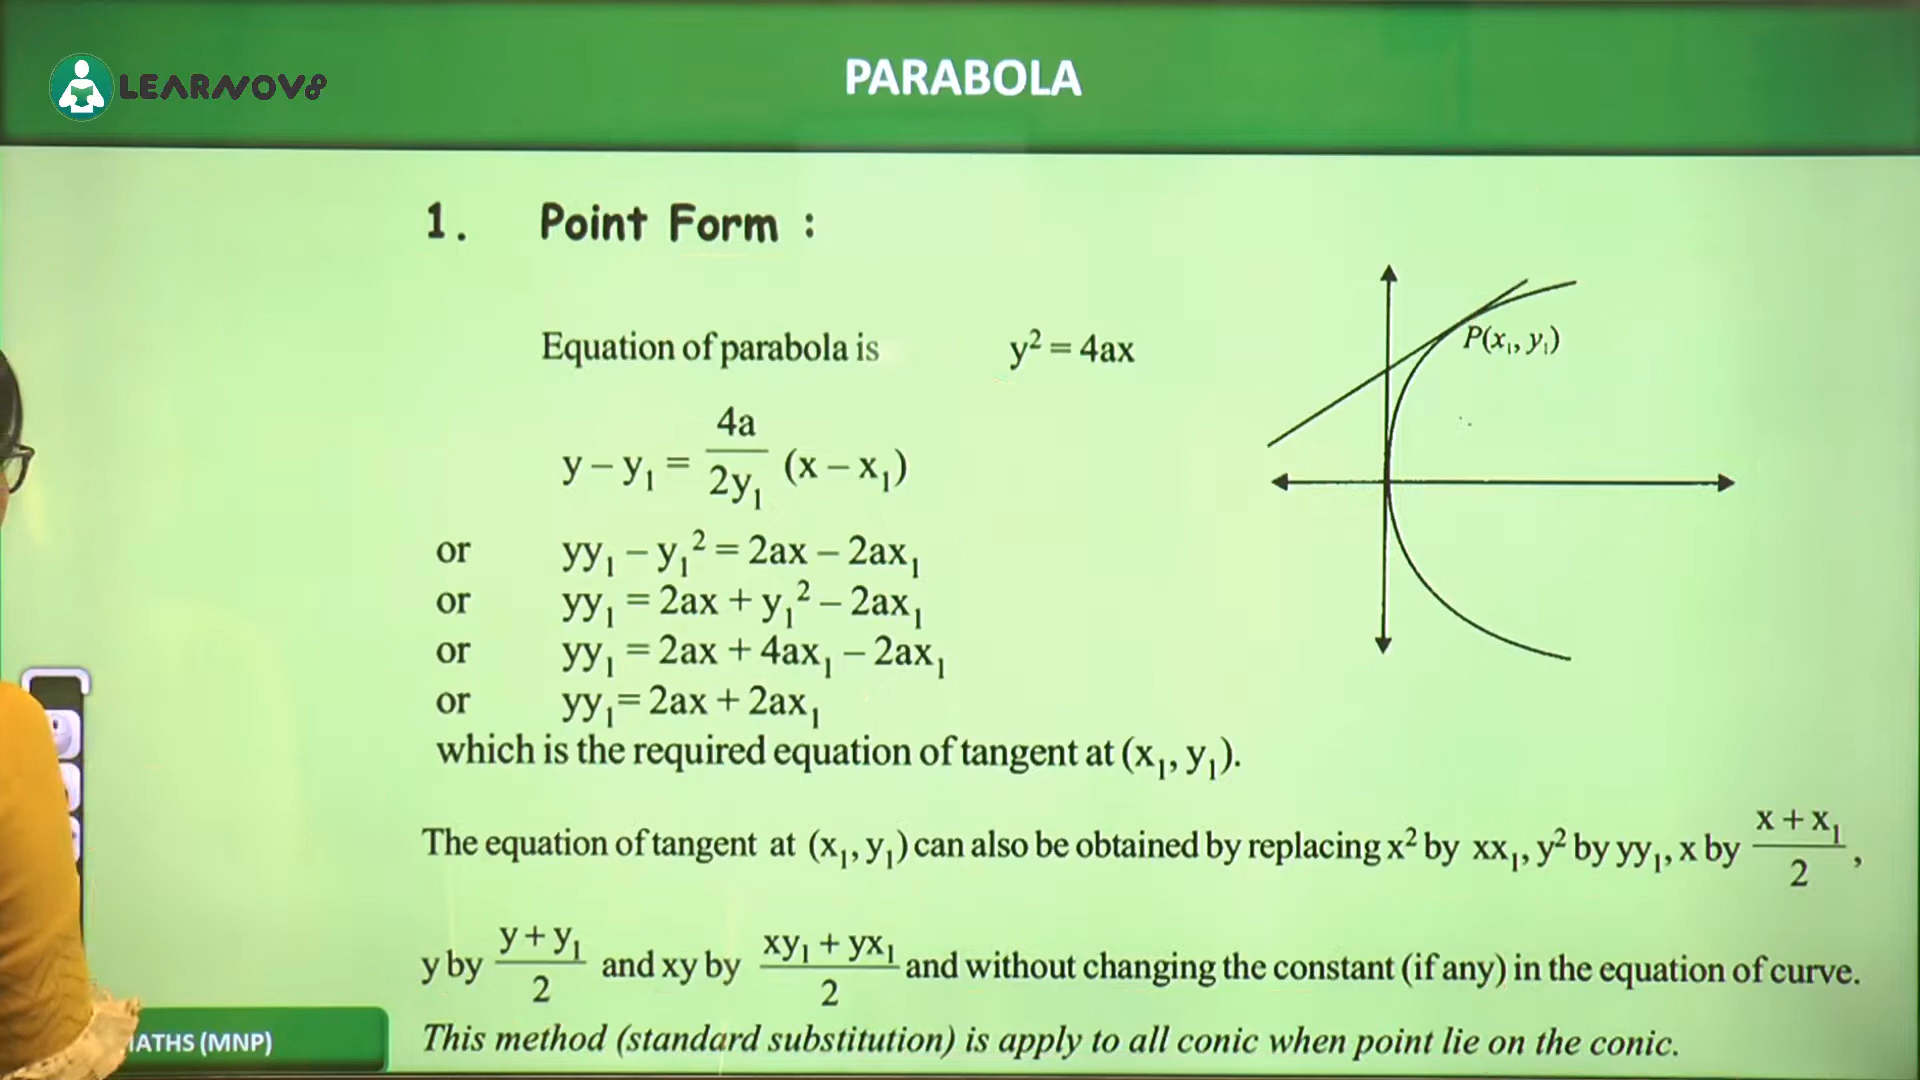 LEARNOV8
PARABOLA
1. Point Form :
Equation of parabola is y² = 4ax
P(x₁, y₁)
y – y₁ = 4a/2y₁ (x – x₁)
or yy₁ – y₁² = 2ax – 2ax₁
or yy₁ = 2ax + y₁² – 2ax₁
or yy₁ = 2ax + 4ax₁ – 2ax₁
or yy₁ = 2ax + 2ax₁
which is the required equation of tangent at (x₁, y₁).
The equation of tangent at (x₁, y₁) can also be obtained by replacing x² by xx₁, y² by yy₁, x by (x + x₁)/2 ,
y by (y + y₁)/2 and xy by (xy₁ + yx₁)/2 and without changing the constant (if any) in the equation of curve.
This method (standard substitution) is apply to all conic when point lie on the conic.
(MNP)